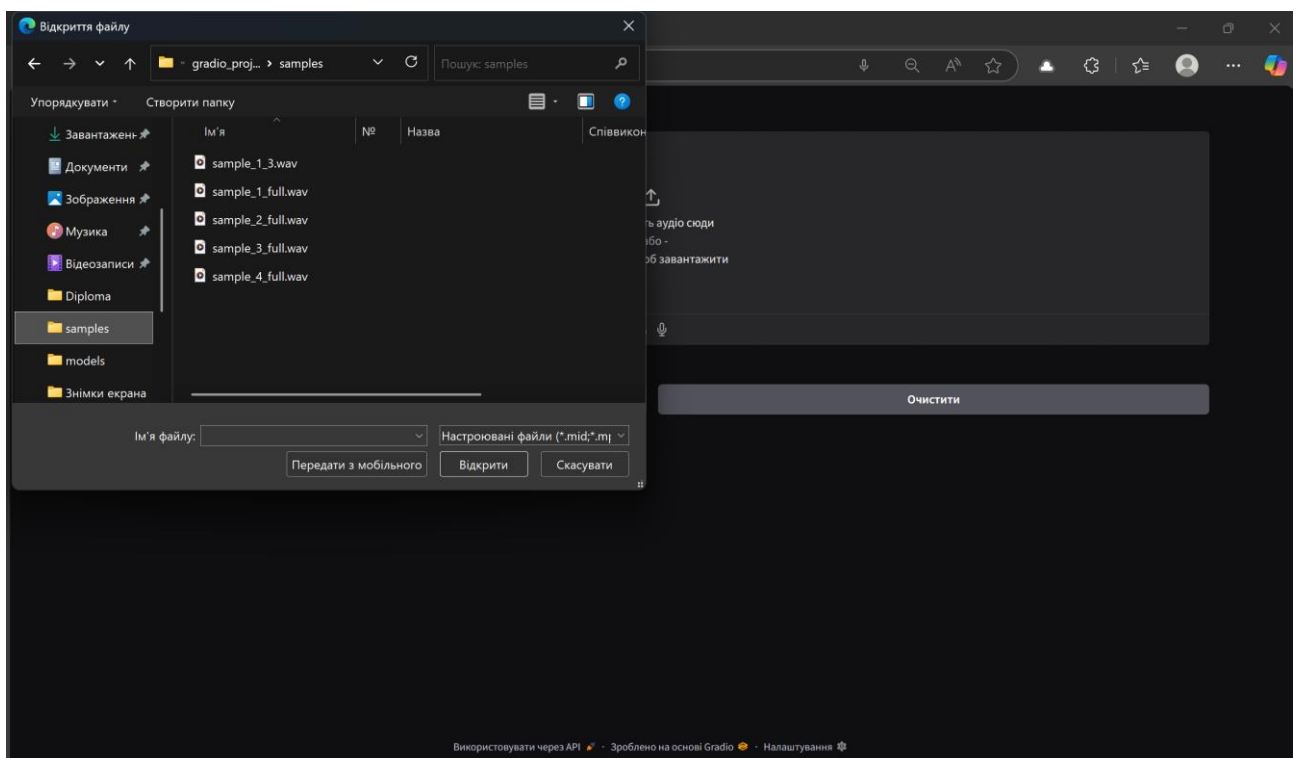 Відкриття файлу
gradio_proj... > samples
Пошук: samples
Упорядкувати
Створити папку
Завантажен
Документи
Зображення
Музика
Відеозаписи
Diploma
samples
models
Знімки екрана
Ім'я
№
Назва
Співвикон
sample_1_3.wav
sample_1_full.wav
sample_2_full.wav
sample_3_full.wav
sample_4_full.wav
Ім'я файлу:
Настроювані файли (*.mid;*.m
Передати з мобільного
Відкрити
Скасувати
ть аудіо сюди
або -
об завантажити
Очистити
Використовувати через API · Зроблено на основі Gradio · Налаштування